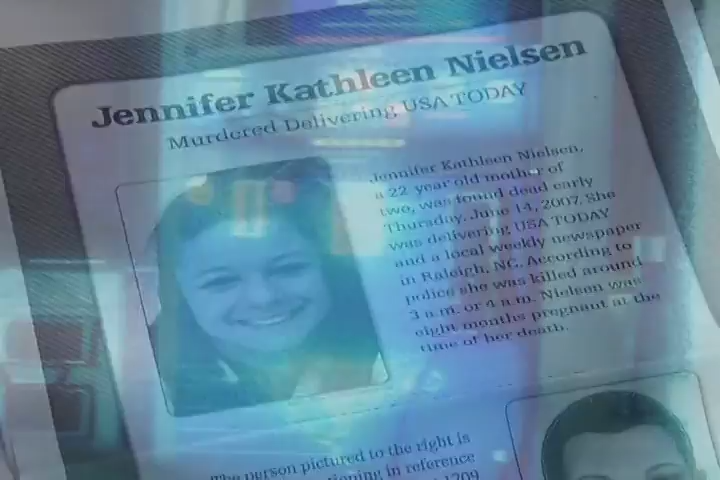 Jennifer Kathleen Nielsen
Murdered Delivering USA TODAY
Jennifer Kathleen Nielsen,
a 22 year old mother of
two, was found dead early
Thursday, June 14, 2007. She
was delivering USA TODAY
and a local weekly newspaper
in Raleigh, NC. According to
police she was killed around
3 a.m. or 4 a.m. Nielsen was
eight months pregnant at the
time of her death.
The person pictured to the right is
in reference
1209